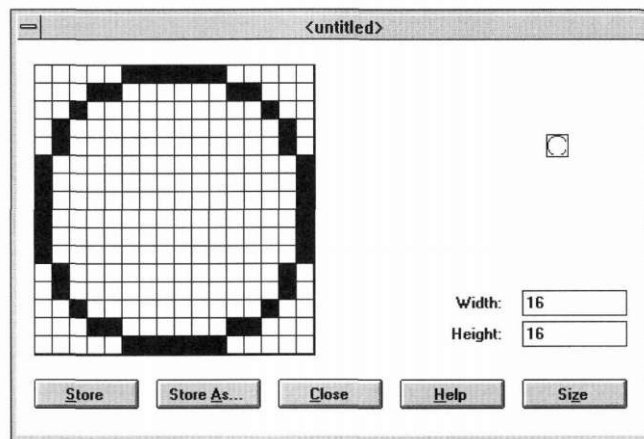 <untitled>
Width: 16
Height: 16
Store Store As... Close Help Size